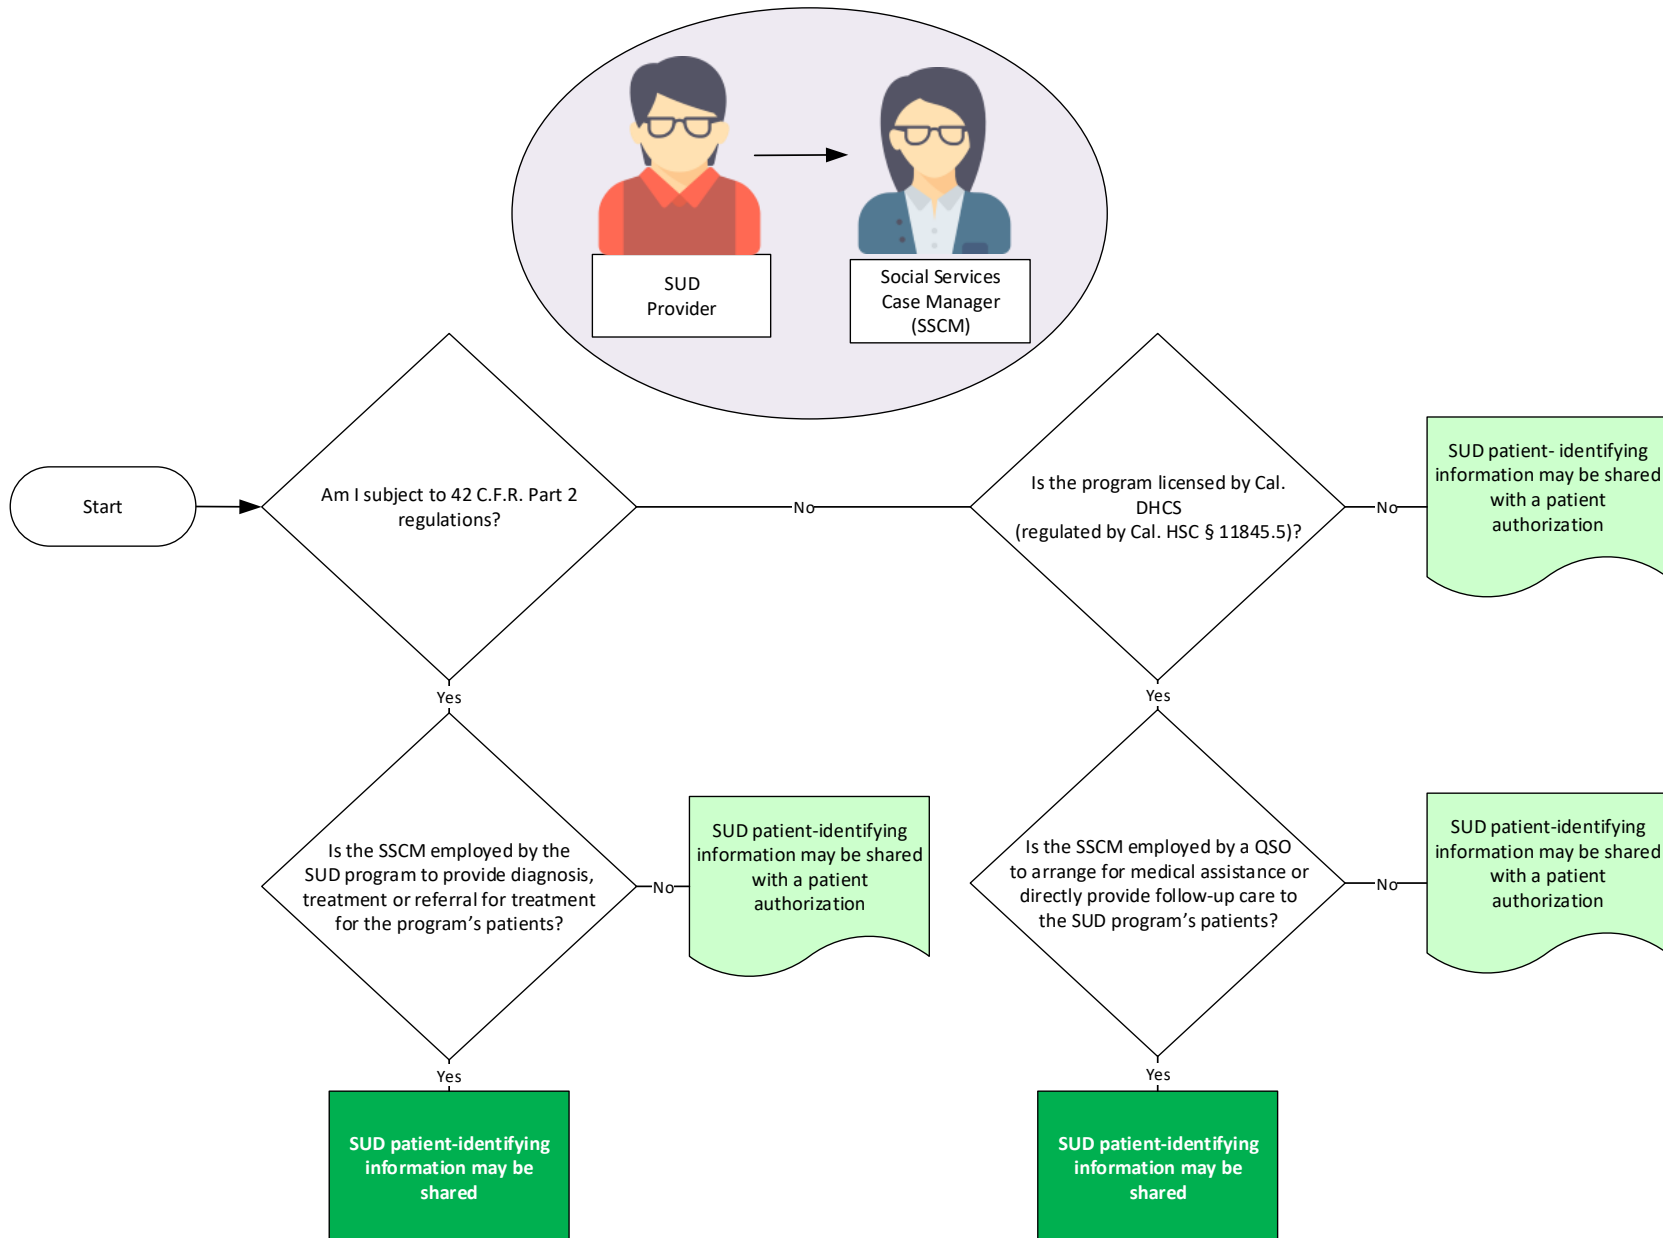 SUD
Provider
Social Services
Case Manager
(SSCM)
Start
Am I subject to 42 C.F.R. Part 2
regulations?
No
Is the program licensed by Cal.
DHCS
(regulated by Cal. HSC § 11845.5)?
No
SUD patient- identifying
information may be shared
with a patient
authorization
Yes
Yes
Is the SSCM employed by the
SUD program to provide diagnosis,
treatment or referral for treatment
for the program's patients?
No
SUD patient-identifying
information may be shared
with a patient
authorization
Is the SSCM employed by a QSO
to arrange for medical assistance or
directly provide follow-up care to
the SUD program's patients?
No
SUD patient-identifying
information may be shared
with a patient
authorization
Yes
Yes
SUD patient-identifying
information may be
shared
SUD patient-identifying
information may be
shared